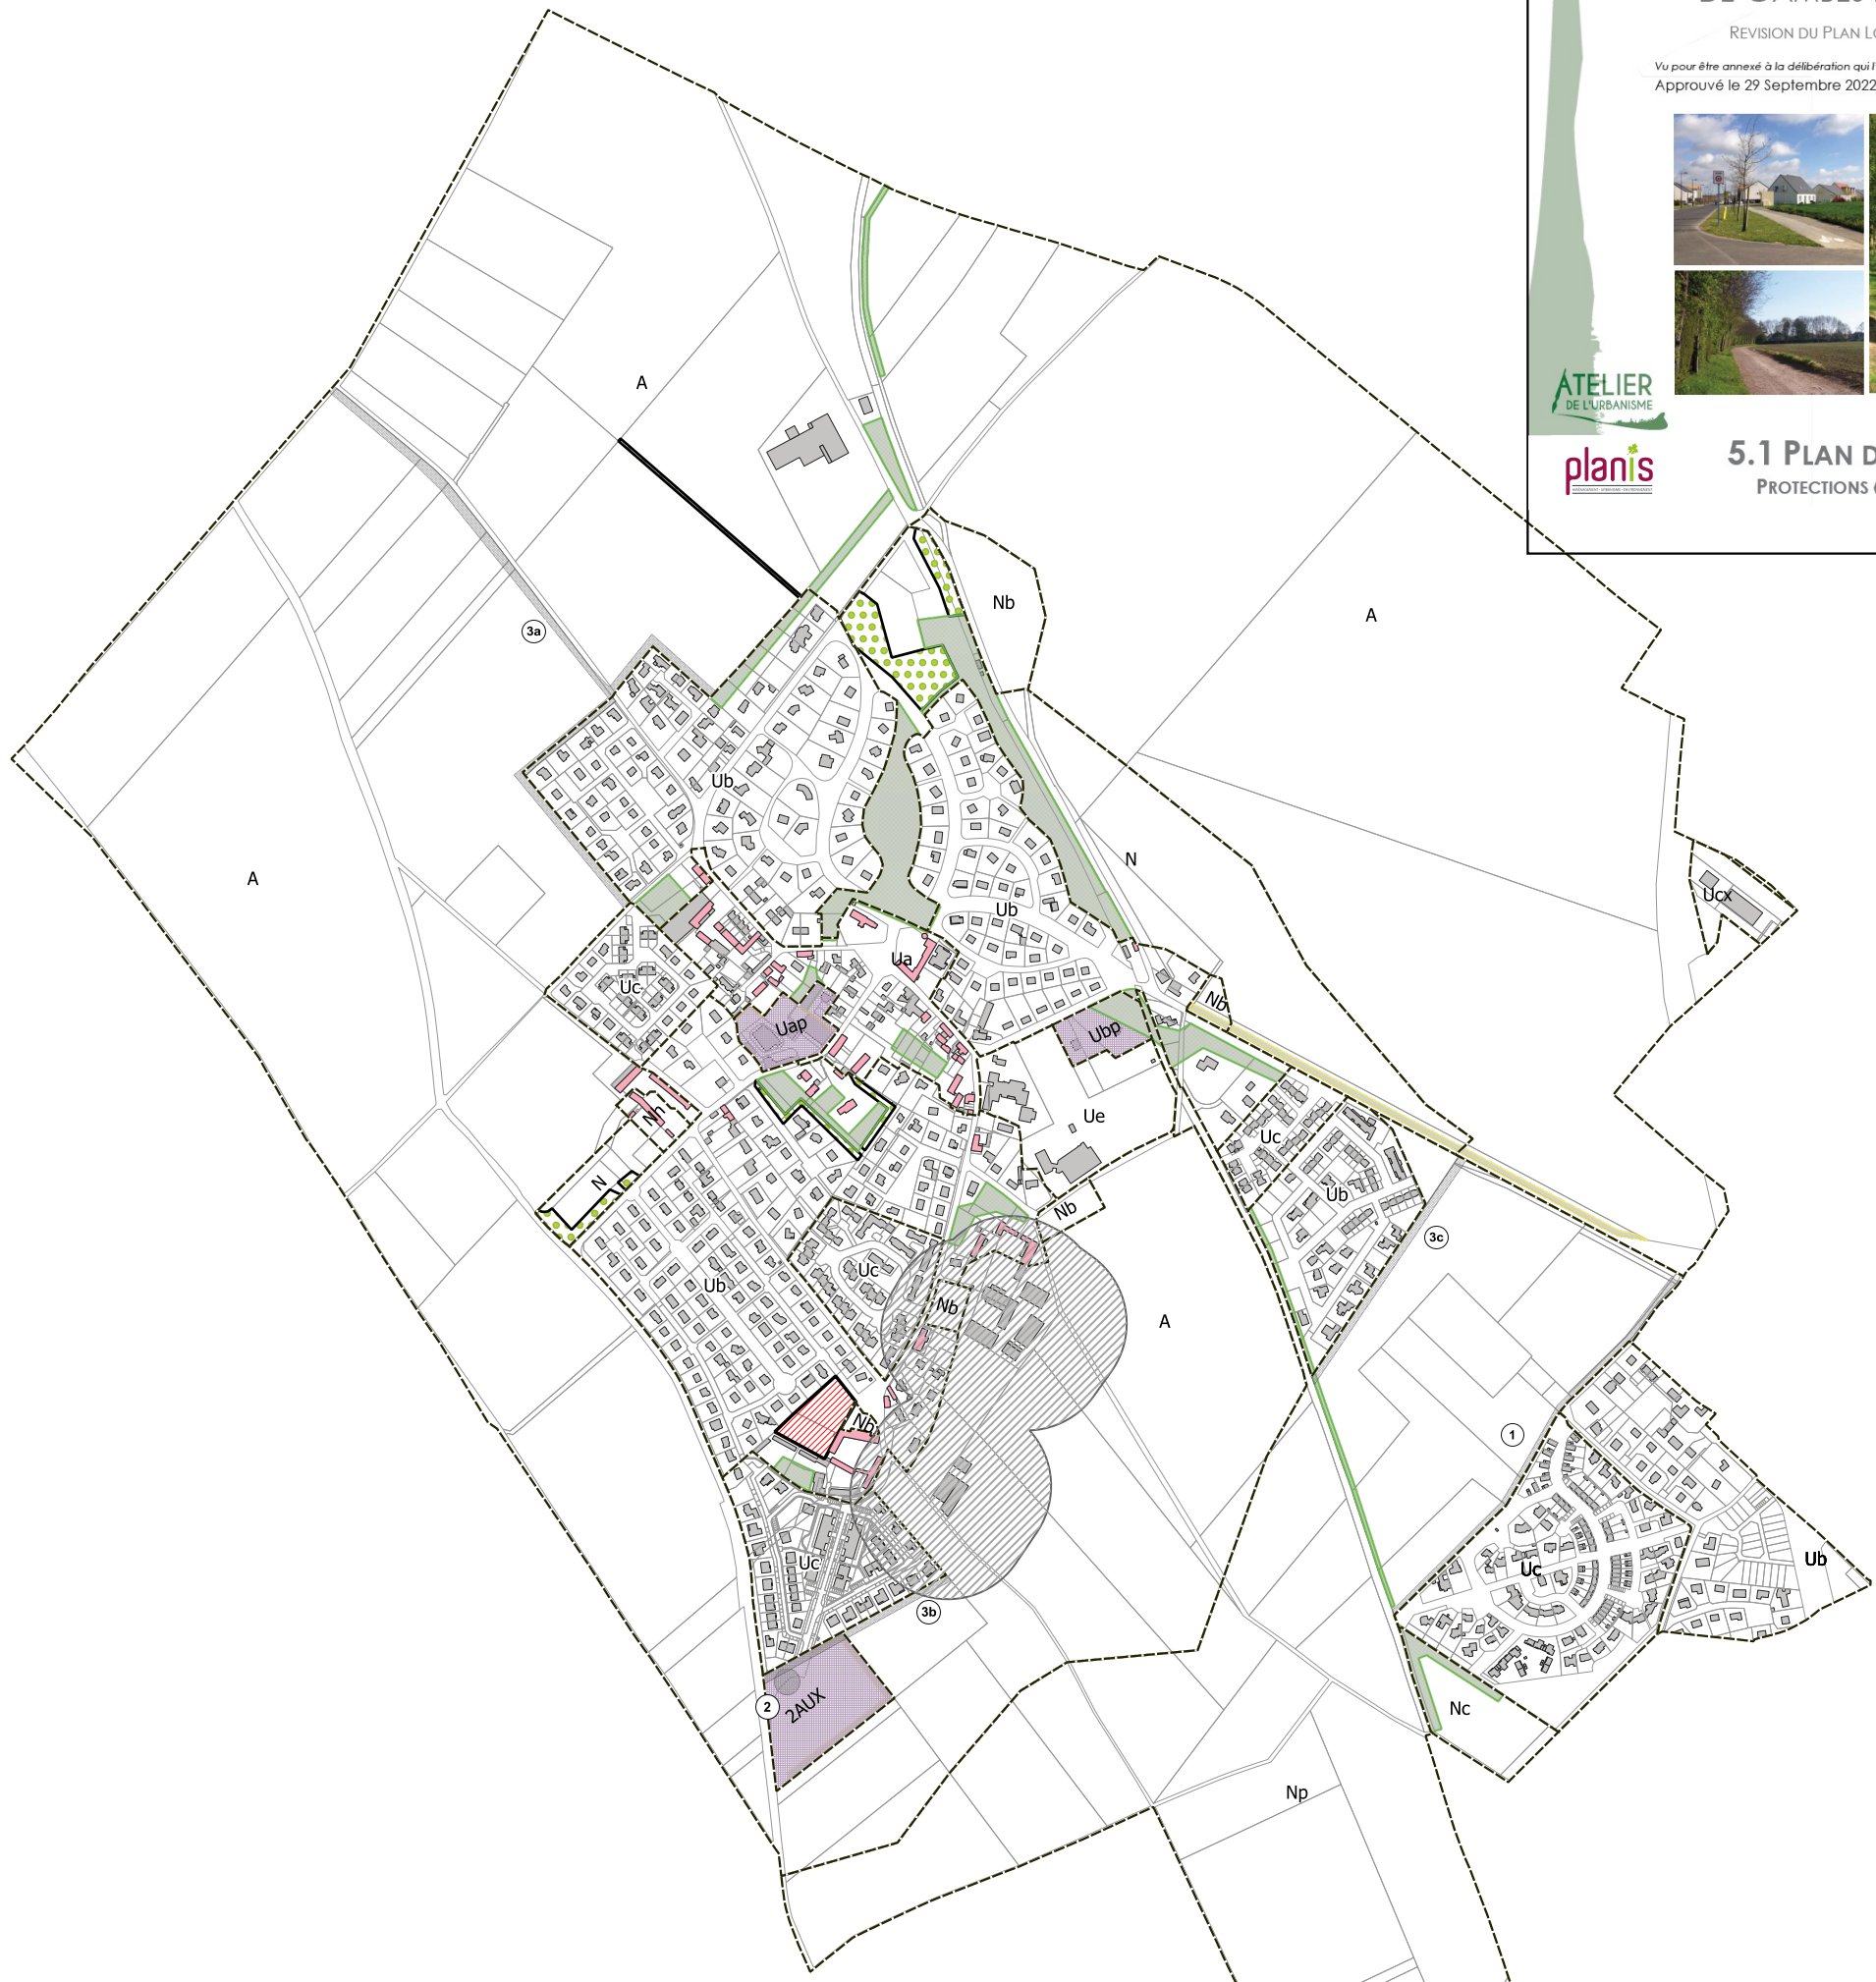 REVISION DU PLAN
Vu pour être annexé à la délibération qui
Approuvé le 29 Septembre 2022
ATELIER
DE L'URBANISME
planis
5.1 PLAN
PROTECTIONS
A
Nb
A
3a
Ub
A
N
Ucx
Ub
Ua
Uc
Nb
Uap
Ubp
Ue
Uc
N
N
Ub
Nb
3c
Uc
Ub
Nb
A
Nb
1
Uc
Uc
Ub
3b
2
2AUX
Nc
Np